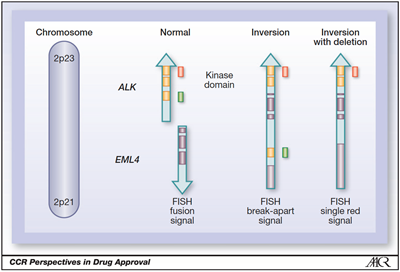 Chromosome
Normal
Inversion
Inversion
with deletion
2p23
ALK
Kinase
domain
EML4
2p21
FISH
fusion
signal
FISH
break-apart
signal
FISH
single red
signal
CCR Perspectives in Drug Approval
AACR